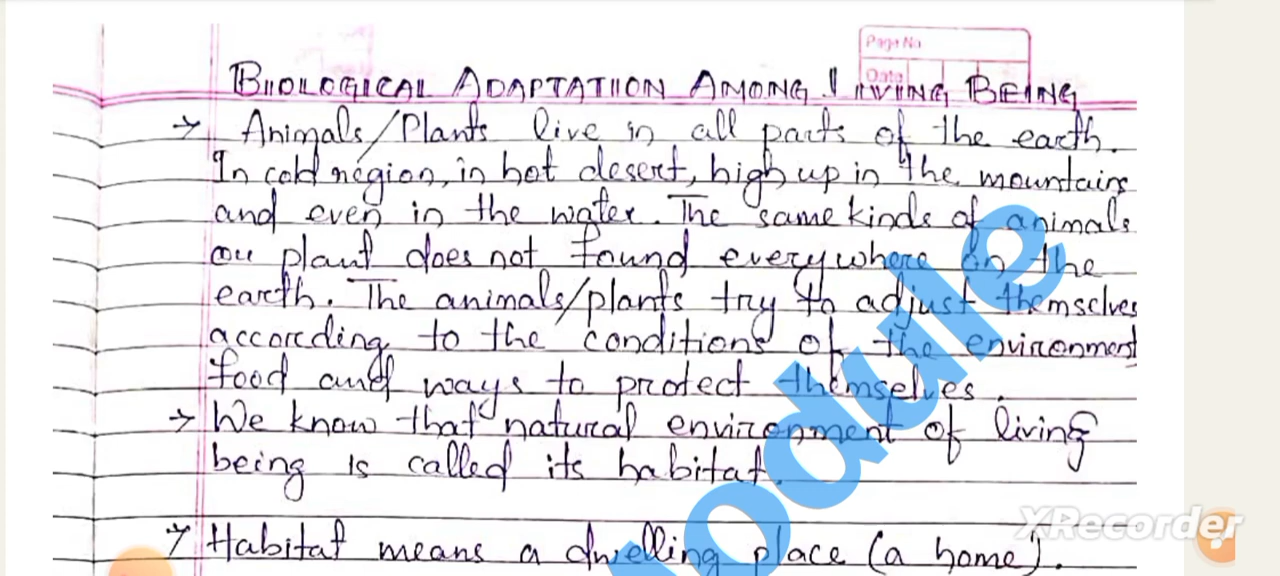 Page No
Date
BIOLOGICAL ADAPTATION AMONG LIVING BEING
→ Animals/Plants live in all parts of the earth.
In cold region, in hot desert, high up in the mountains
and even in the water. The same kinds of animals
or plant does not found everywhere on the
earth. The animals/plants try to adjust themselves
according to the conditions of the environment
food and ways to protect themselves.
→ We know that natural environment of living
being is called its habitat.
→ Habitat means a dwelling place (a home).
odule
XRecorder